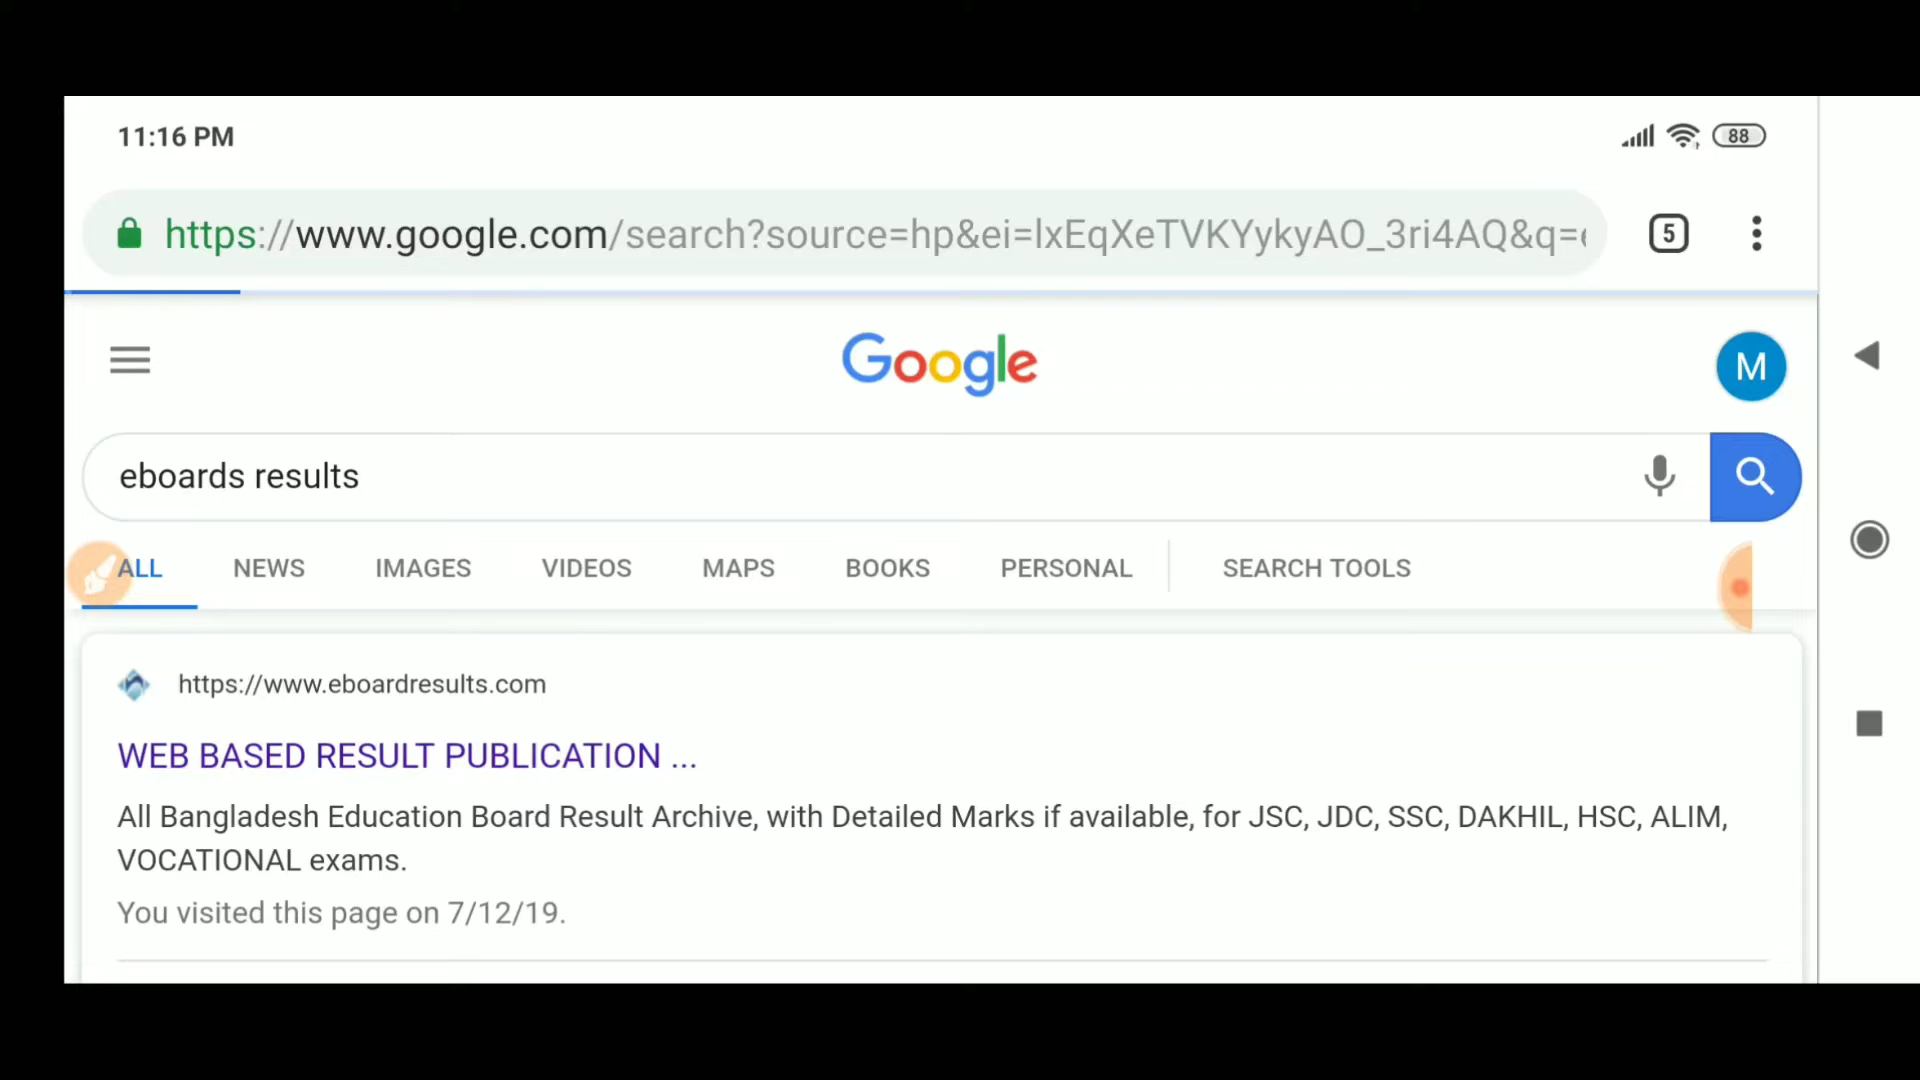 11:16 PM
88
https://www.google.com/search?source=hp&ei=lxEqXeTVKYykyAO_3ri4AQ&q=
5
Google
M
eboards results
ALL NEWS IMAGES VIDEOS MAPS BOOKS PERSONAL SEARCH TOOLS
https://www.eboardresults.com
WEB BASED RESULT PUBLICATION ...
All Bangladesh Education Board Result Archive, with Detailed Marks if available, for JSC, JDC, SSC, DAKHIL, HSC, ALIM,
VOCATIONAL exams.
You visited this page on 7/12/19.